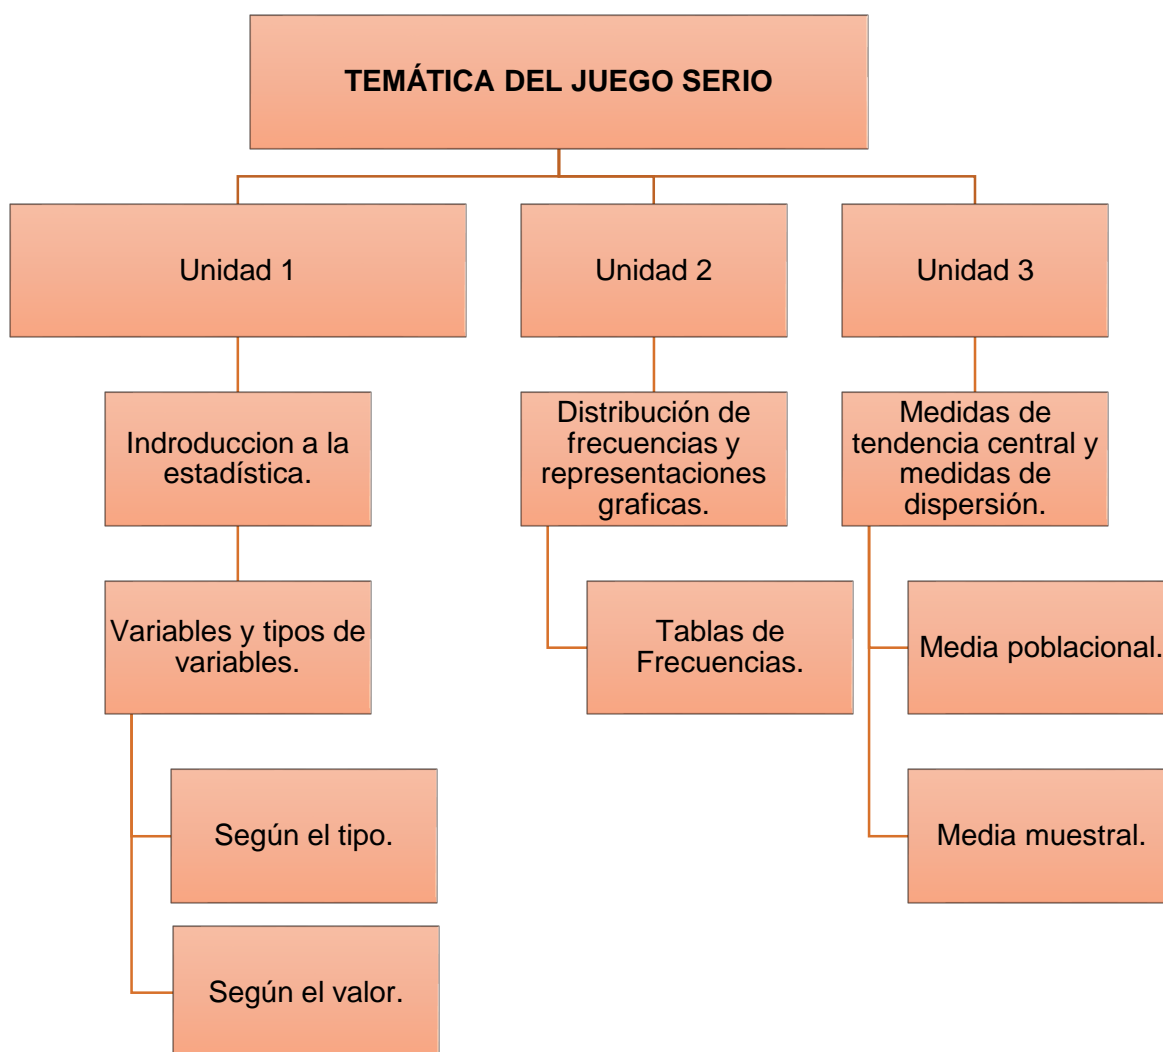 TEMÁTICA DEL JUEGO SERIO
Unidad 1
Unidad 2
Unidad 3
Indroduccion a la
estadística.
Distribución de
frecuencias y
representaciones
graficas.
Medidas de
tendencia central y
medidas de
dispersión.
Variables y tipos de
variables.
Tablas de
Frecuencias.
Media poblacional.
Según el tipo.
Media muestral.
Según el valor.